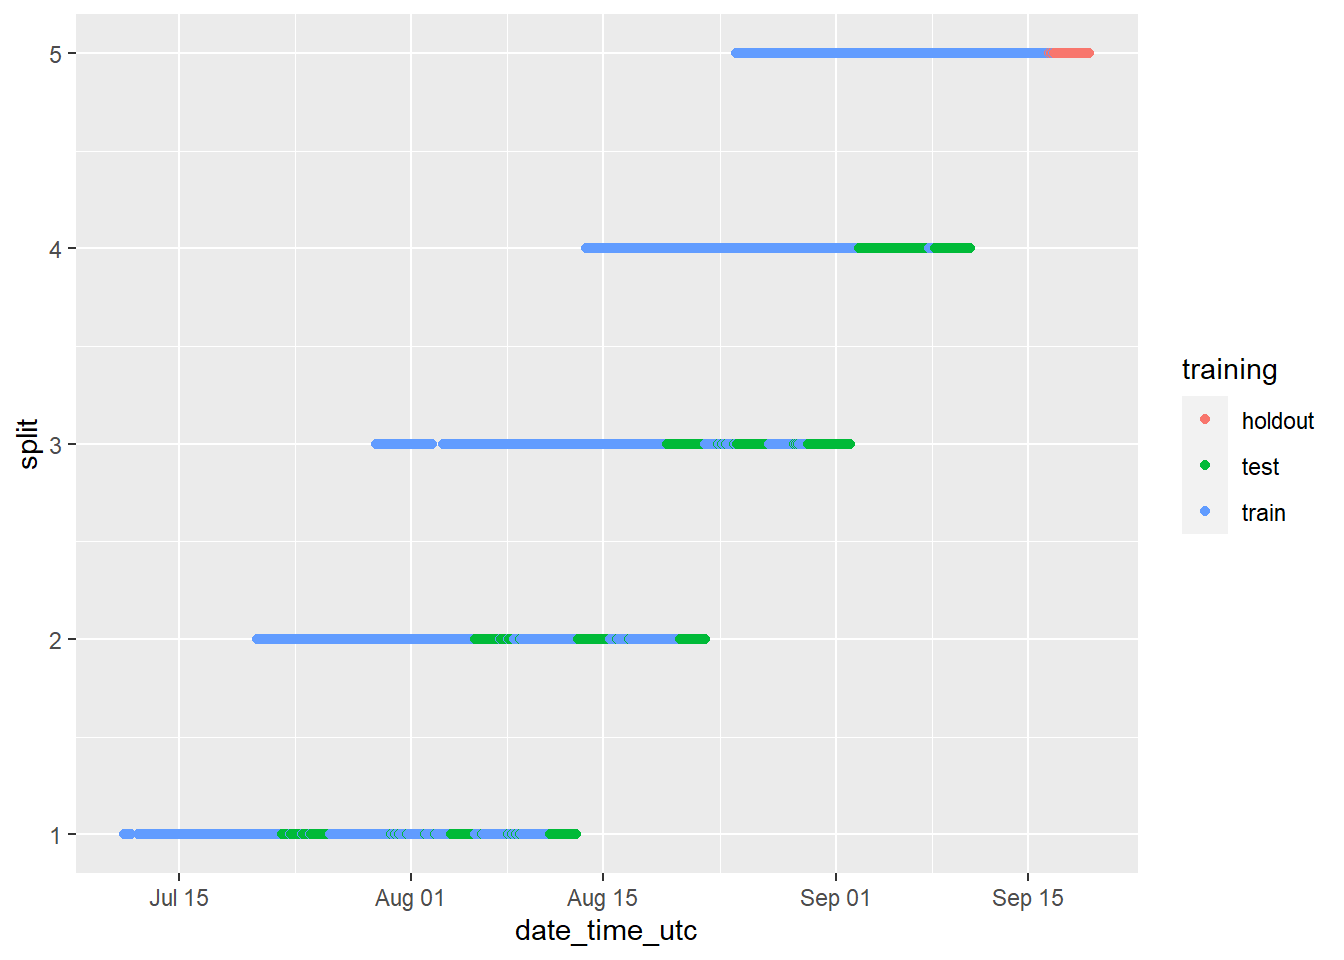 5
4
3
2
1
split
Jul 15
Aug 01
Aug 15
Sep 01
Sep 15
date_time_utc
training
holdout
test
train